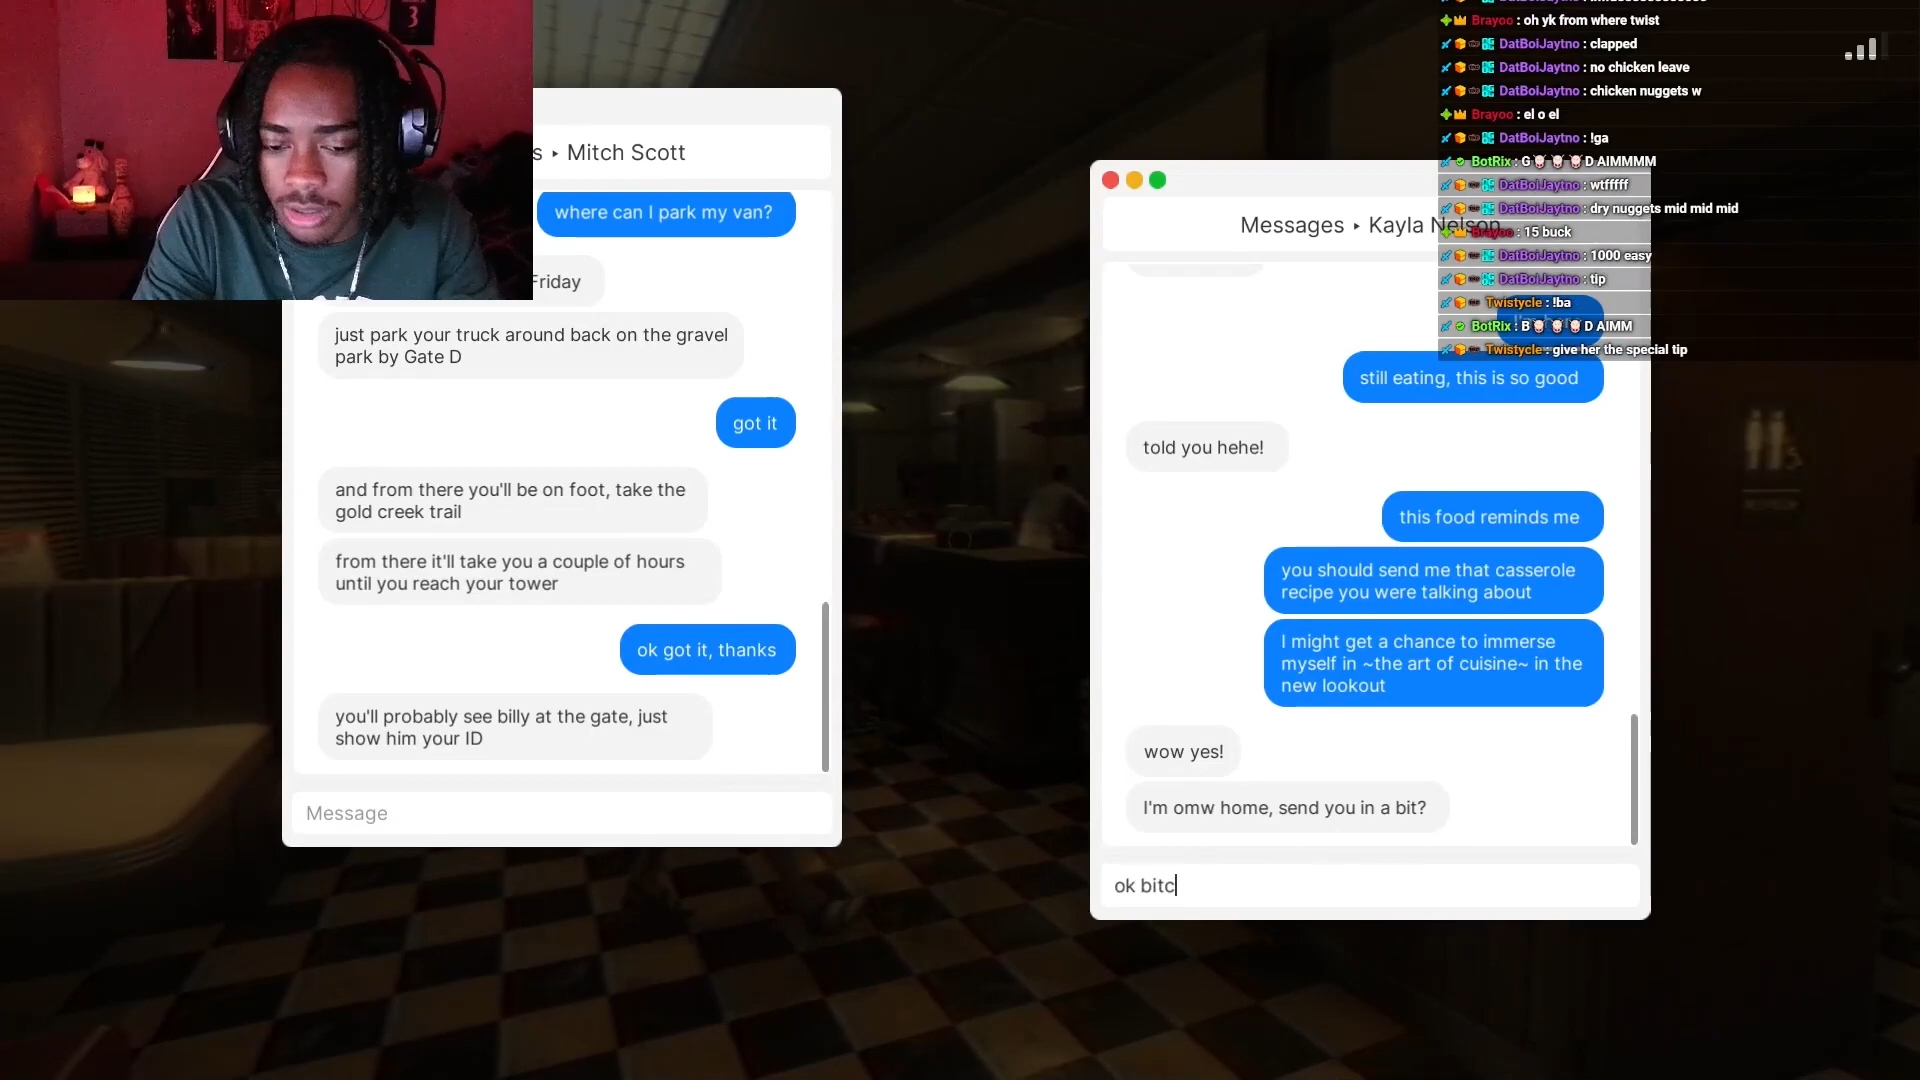 3
s ▸ Mitch Scott
where can I park my van?
Friday
just park your truck around back on the gravel
park by Gate D
got it
and from there you'll be on foot, take the
gold creek trail
from there it'll take you a couple of hours
until you reach your tower
ok got it, thanks
you'll probably see billy at the gate, just
show him your ID
Message
Messages ▸ Kayla Nelson
still eating, this is so good
told you hehe!
this food reminds me
you should send me that casserole
recipe you were talking about
I might get a chance to immerse
myself in ~the art of cuisine~ in the
new lookout
wow yes!
I'm omw home, send you in a bit?
ok bitc
Brayoo : oh yk from where twist
DatBoiJaytno : clapped
DatBoiJaytno : no chicken leave
DatBoiJaytno : chicken nuggets w
Brayoo : el o el
DatBoiJaytno : !ga
BotRix : G D AIMMMM
DatBoiJaytno : wtfffff
DatBoiJaytno : dry nuggets mid mid mid
Brayoo : 15 buck
DatBoiJaytno : 1000 easy
DatBoiJaytno : tip
Twistycle : !ba
BotRix : B D AIMM
Twistycle : give her the special tip